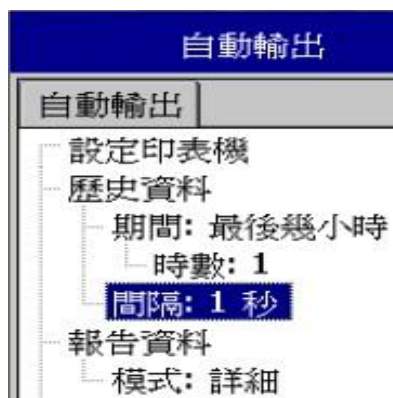 自動輸出
自動輸出
設定印表機
歷史資料
期間: 最後幾小時
時數: 1
間隔: 1 秒
報告資料
模式: 詳細